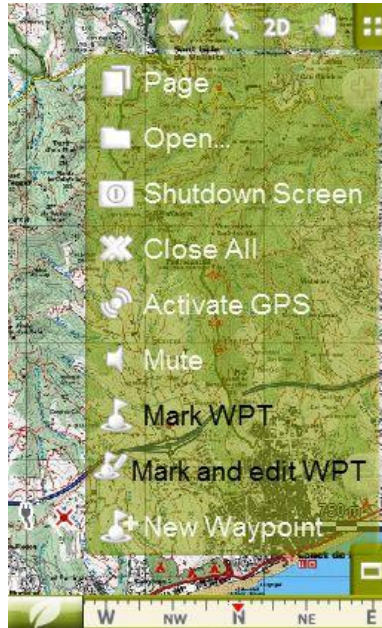 2D
Page
Open...
Shutdown Screen
Close All
Activate GPS
Mute
Mark WPT
Mark and edit WPT
750 m
New Waypoint
W NW N NE E